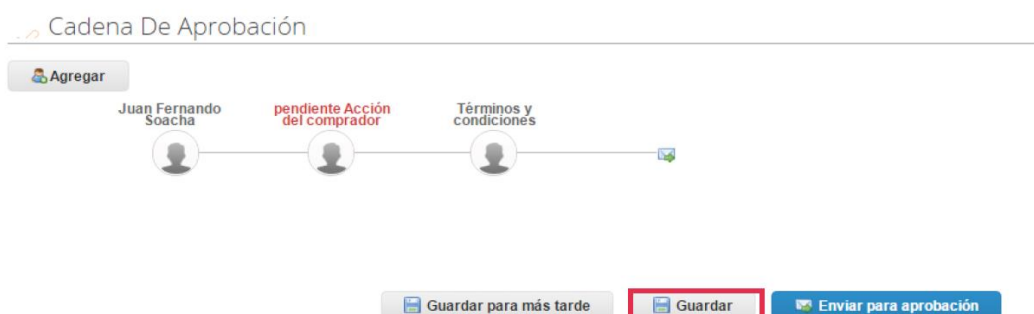 Cadena De Aprobación
Agregar
Juan Fernando
Soacha
pendiente Acción
del comprador
Términos y
condiciones
Guardar para más tarde
Guardar
Enviar para aprobación